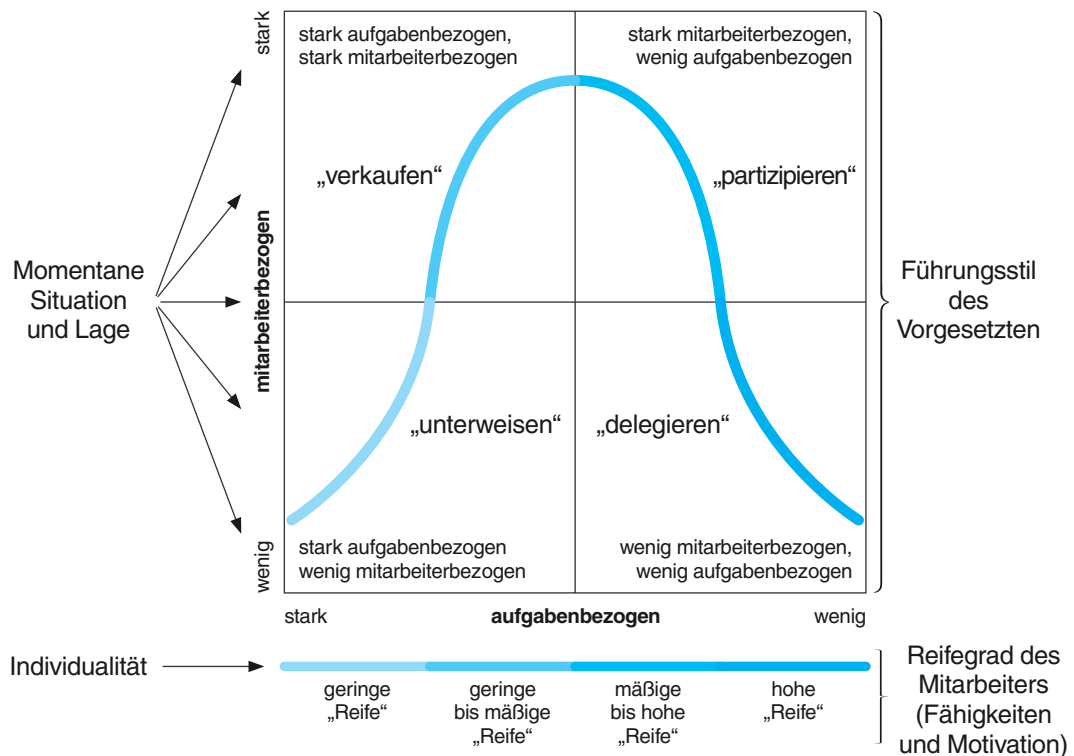 stark
stark aufgabenbezogen,
stark mitarbeiterbezogen
stark mitarbeiterbezogen,
wenig aufgabenbezogen
„verkaufen“
„partizipieren“
Momentane
Situation
und Lage
mitarbeiterbezogen
Führungsstil
des
Vorgesetzten
„unterweisen“
„delegieren“
wenig
stark aufgabenbezogen
wenig mitarbeiterbezogen
wenig mitarbeiterbezogen,
wenig aufgabenbezogen
stark
aufgabenbezogen
wenig
Individualität
geringe
„Reife“
geringe
bis mäßige
„Reife“
mäßige
bis hohe
„Reife“
hohe
„Reife“
Reifegrad des
Mitarbeiters
(Fähigkeiten
und Motivation)